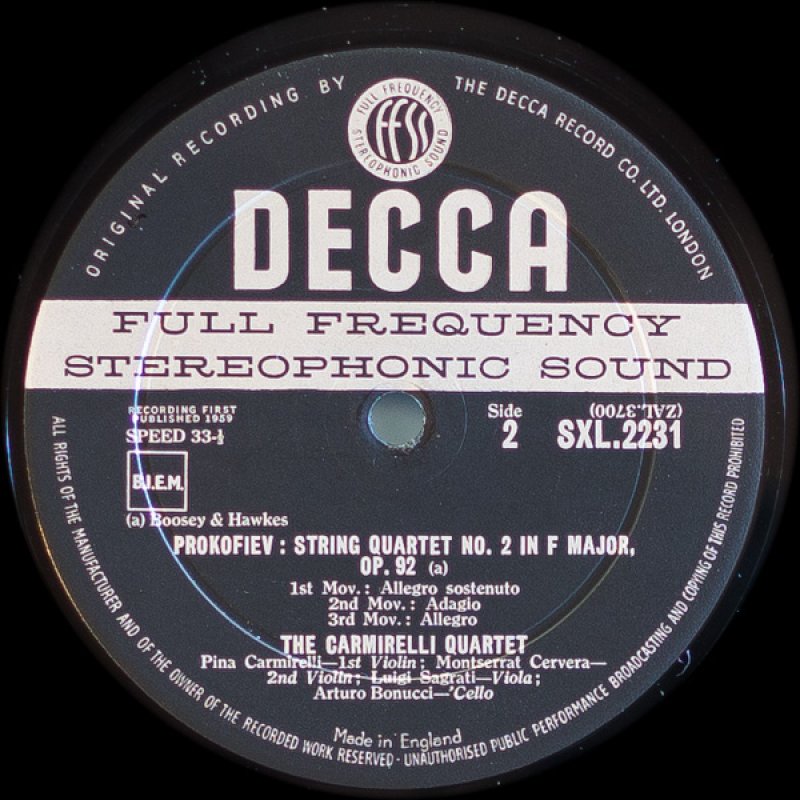 ORIGINAL RECORDING BY
THE DECCA RECORD CO. LTD. LONDON
FULL FREQUENCY
ffss
STEREOPHONIC SOUND
DECCA
FULL FREQUENCY
STEREOPHONIC SOUND
RECORDING FIRST
PUBLISHED 1959
SPEED 33-⅓
B.I.E.M.
Side
2
(ZAL.3700)
SXL.2231
(a) Boosey & Hawkes
PROKOFIEV : STRING QUARTET NO. 2 IN F MAJOR,
OP. 92 (a)
1st Mov. : Allegro sostenuto
2nd Mov. : Adagio
3rd Mov. : Allegro
THE CARMIRELLI QUARTET
Pina Carmirelli—1st Violin ; Montserrat Cervera—
2nd Violin ; Luigi Sagrati—Viola ;
Arturo Bonucci—'Cello
Made in England
ALL RIGHTS OF THE MANUFACTURER AND OF THE OWNER OF THE RECORDED WORK RESERVED · UNAUTHORISED PUBLIC PERFORMANCE BROADCASTING AND COPYING OF THIS RECORD PROHIBITED